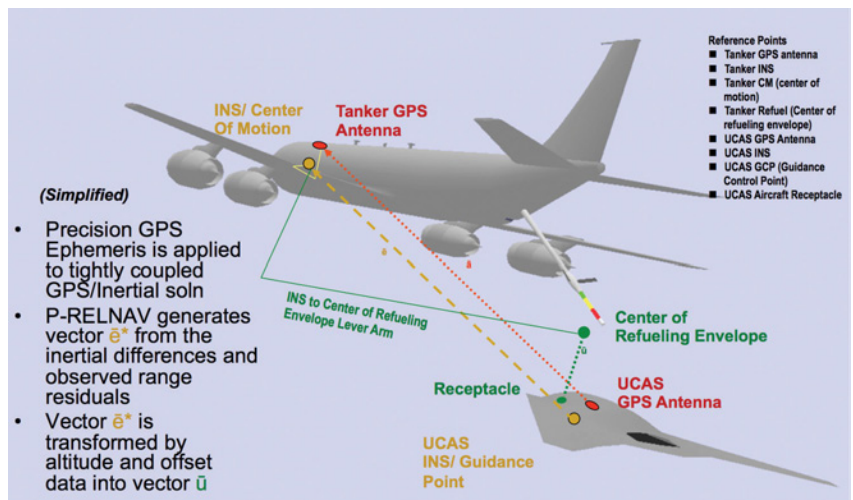 Reference Points
■ Tanker GPS antenna
■ Tanker INS
■ Tanker CM (center of
motion)
■ Tanker Refuel (Center of
refueling envelope)
■ UCAS GPS Antenna
■ UCAS INS
■ UCAS GCP (Guidance
Control Point)
■ UCAS Aircraft Receptacle
INS/ Center
Of Motion
Tanker GPS
Antenna
(Simplified)
• Precision GPS
Ephemeris is applied
to tightly coupled
GPS/Inertial soln
• P-RELNAV generates
vector ē* from the
inertial differences and
observed range
residuals
• Vector ē* is
transformed by
altitude and offset
data into vector ū
INS to Center of Refueling
Envelope Lever Arm
Center of
Refueling Envelope
ū
Receptacle
UCAS
GPS Antenna
UCAS
INS/ Guidance
Point